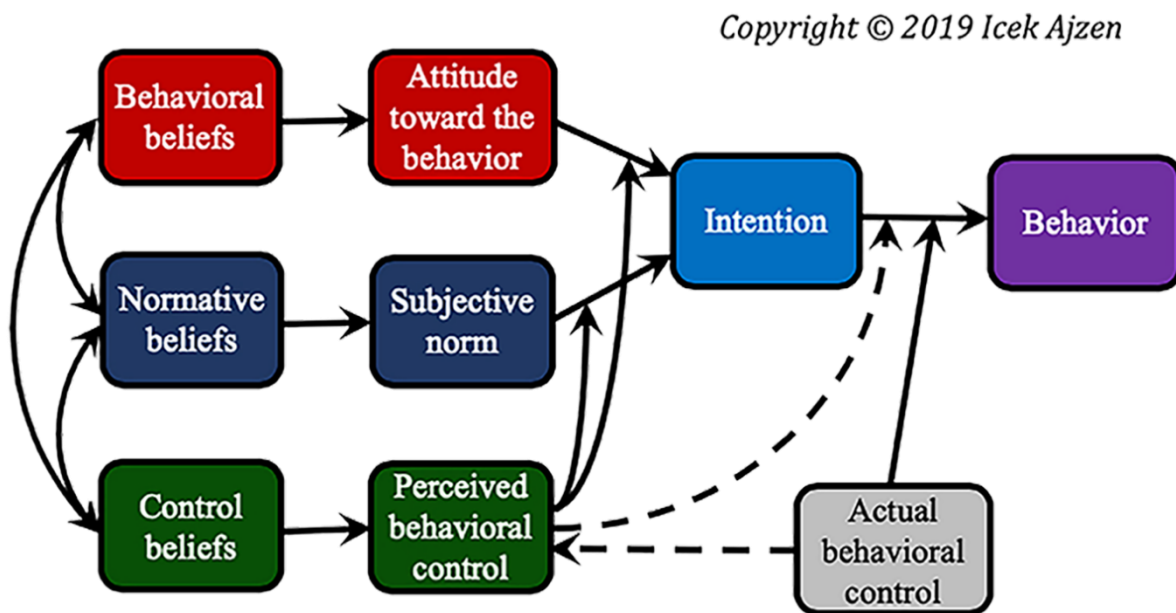 Copyright © 2019 Icek Ajzen
Behavioral
beliefs
Attitude
toward the
behavior
Intention
Behavior
Normative
beliefs
Subjective
norm
Control
beliefs
Perceived
behavioral
control
Actual
behavioral
control